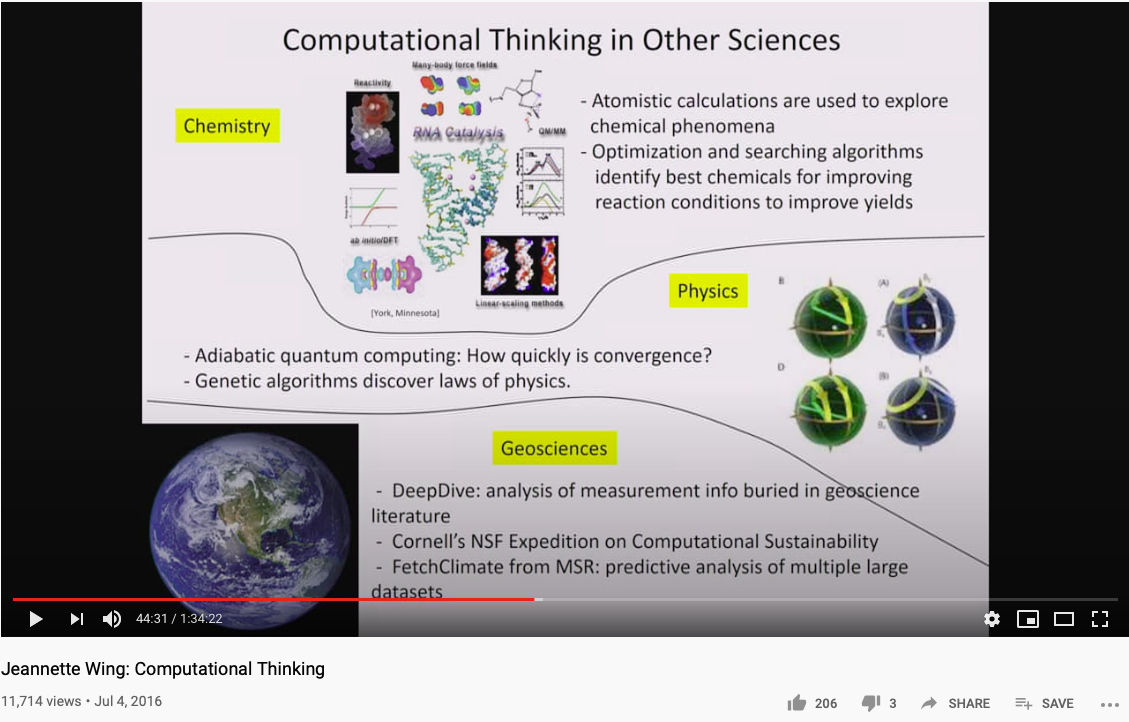 Computational Thinking in Other Sciences
Chemistry
Reactivity
Many-body force fields
RNA Catalysis
QM/MM
ab initio/DFT
Linear-scaling methods
[York, Minnesota]
- Atomistic calculations are used to explore
chemical phenomena
- Optimization and searching algorithms
identify best chemicals for improving
reaction conditions to improve yields
Physics
B
(A)
D
(B)
- Adiabatic quantum computing: How quickly is convergence?
- Genetic algorithms discover laws of physics.
Geosciences
- DeepDive: analysis of measurement info buried in geoscience
literature
- Cornell's NSF Expedition on Computational Sustainability
- FetchClimate from MSR: predictive analysis of multiple large
datasets
44:31 / 1:34:22
Jeannette Wing: Computational Thinking
11,714 views • Jul 4, 2016
206
3
SHARE
SAVE